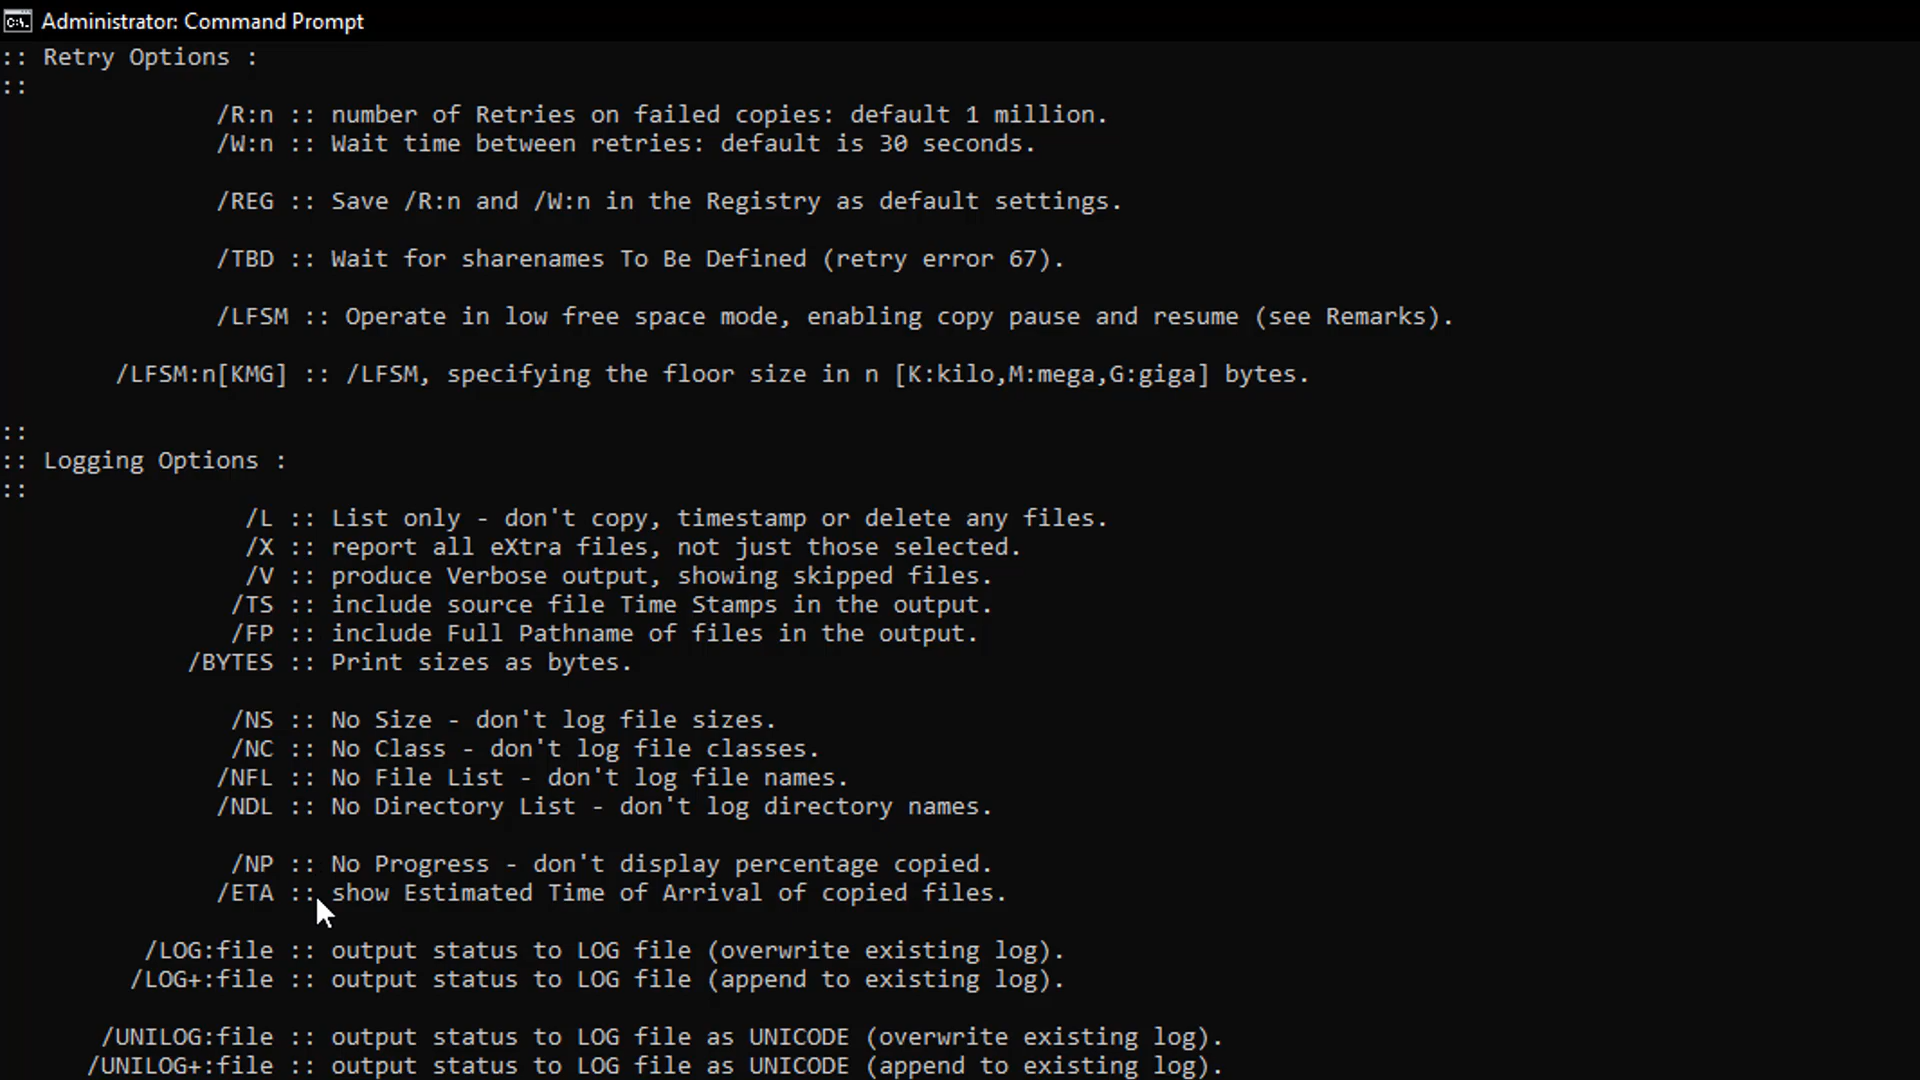 Administrator: Command Prompt
:: Retry Options :
::
/R:n :: number of Retries on failed copies: default 1 million.
/W:n :: Wait time between retries: default is 30 seconds.
/REG :: Save /R:n and /W:n in the Registry as default settings.
/TBD :: Wait for sharenames To Be Defined (retry error 67).
/LFSM :: Operate in low free space mode, enabling copy pause and resume (see Remarks).
/LFSM:n[KMG] :: /LFSM, specifying the floor size in n [K:kilo,M:mega,G:giga] bytes.
::
:: Logging Options :
::
/L :: List only - don't copy, timestamp or delete any files.
/X :: report all eXtra files, not just those selected.
/V :: produce Verbose output, showing skipped files.
/TS :: include source file Time Stamps in the output.
/FP :: include Full Pathname of files in the output.
/BYTES :: Print sizes as bytes.
/NS :: No Size - don't log file sizes.
/NC :: No Class - don't log file classes.
/NFL :: No File List - don't log file names.
/NDL :: No Directory List - don't log directory names.
/NP :: No Progress - don't display percentage copied.
/ETA :: show Estimated Time of Arrival of copied files.
/LOG:file :: output status to LOG file (overwrite existing log).
/LOG+:file :: output status to LOG file (append to existing log).
/UNILOG:file :: output status to LOG file as UNICODE (overwrite existing log).
/UNILOG+:file :: output status to LOG file as UNICODE (append to existing log).